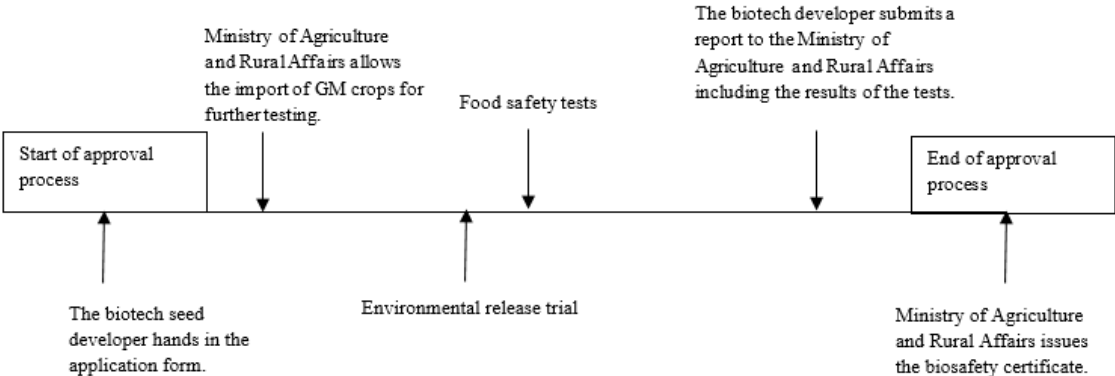 The biotech developer submits a
report to the Ministry of
Agriculture and Rural Affairs
including the results of the tests.
Ministry of Agriculture
and Rural Affairs allows
the import of GM crops for
further testing.
Food safety tests
Start of approval
process
End of approval
process
The biotech seed
developer hands in the
application form.
Environmental release trial
Ministry of Agriculture
and Rural Affairs issues
the biosafety certificate.